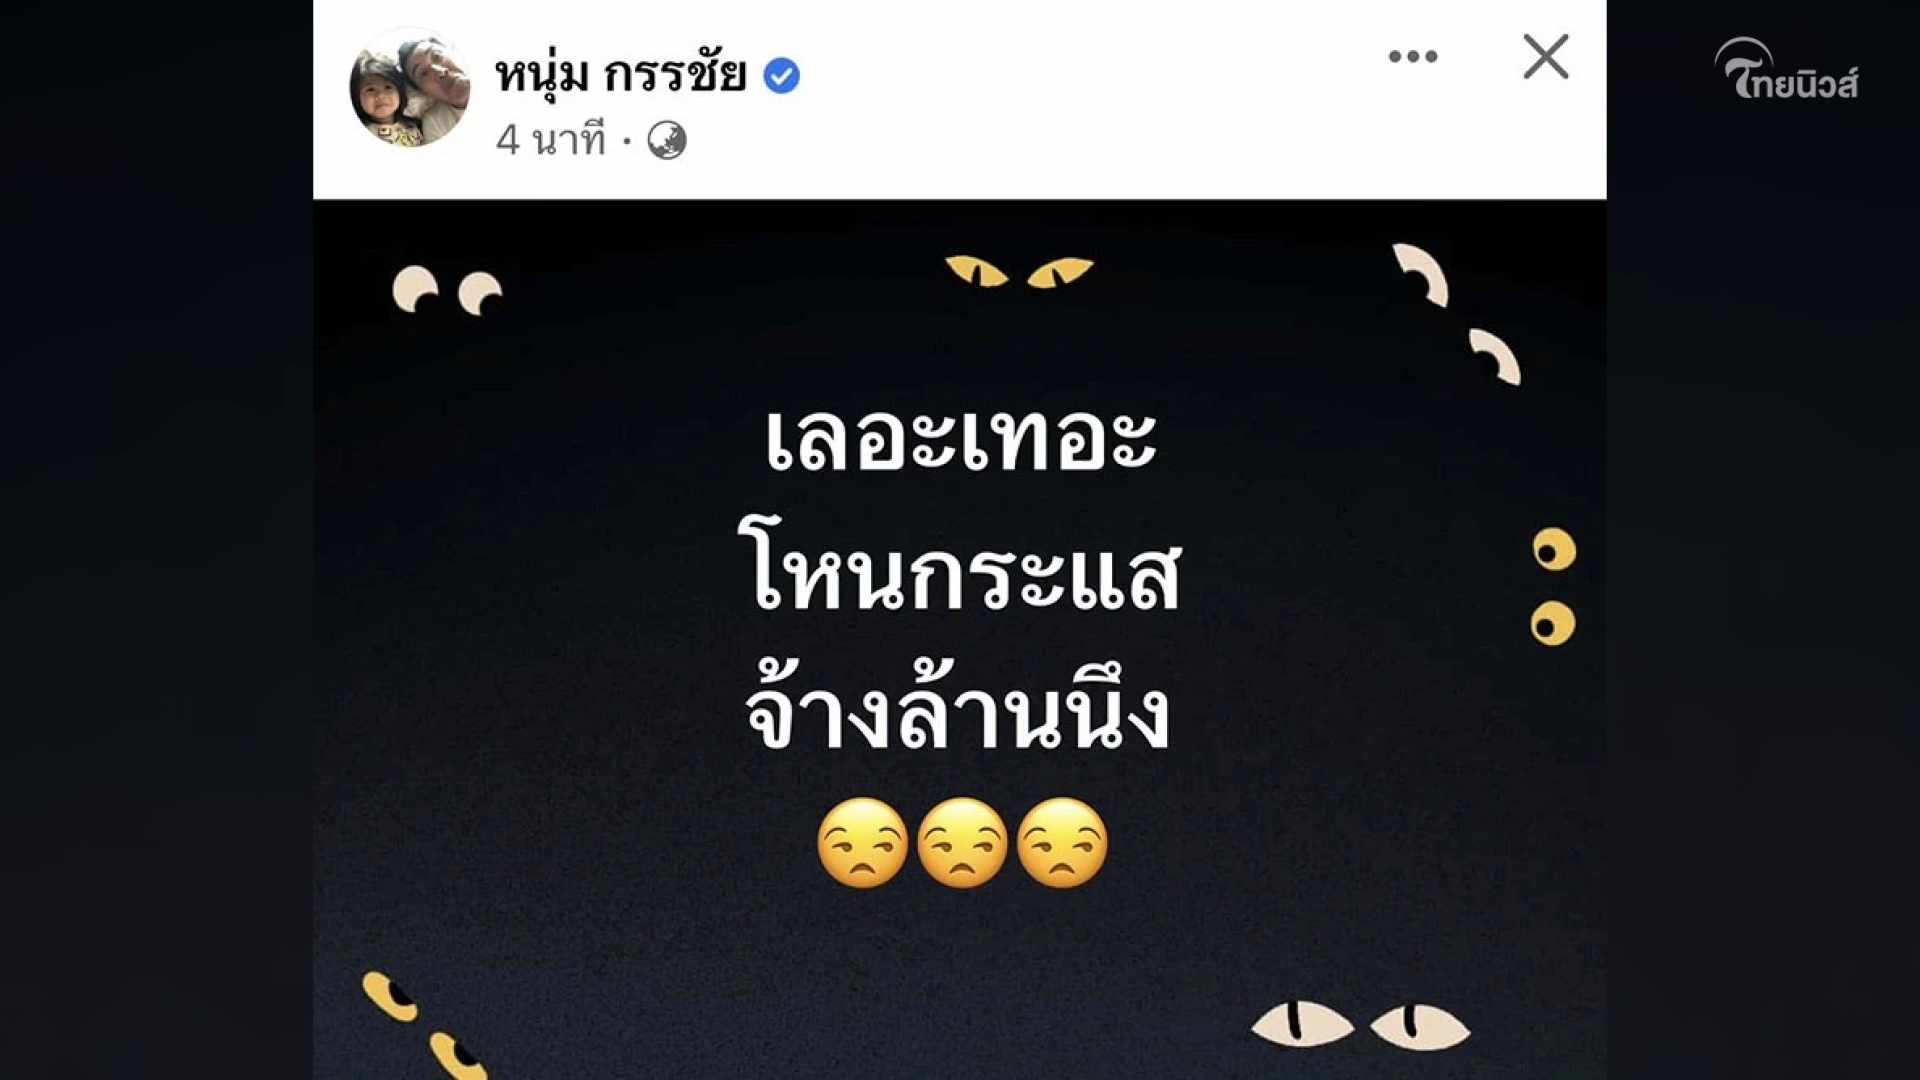 หนุ่ม กรรชัย
4 นาที ·
ไทยนิวส์
เลอะเทอะ
โหนกระแส
จ้างล้านนึง
😒😒😒